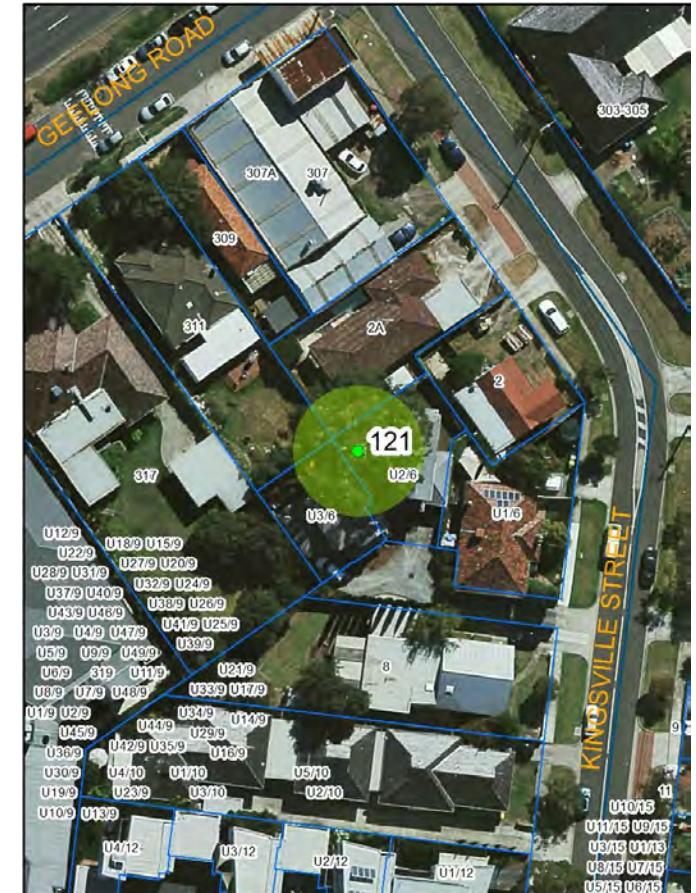 GEELONG ROAD
303-305
307A
307
309
311
2A
2
121
U2/6
317
U3/6
U1/6
KINGSVILLE STREET
U12/9
U18/9 U15/9
U22/9
U27/9 U20/9
U28/9 U31/9
U32/9 U24/9
U37/9 U40/9
U38/9 U26/9
U43/9 U46/9
U41/9 U25/9
U3/9 U4/9 U47/9
U39/9
U5/9 U9/9 U49/9
U6/9 319 U11/9
U21/9
8
U8/9 U7/9 U48/9
U33/9 U17/9
U1/9 U2/9
U34/9
U14/9
U44/9
U29/9
U45/9
U42/9 U35/9
U16/9
U36/9
9
U30/9
U4/10
U1/10
U5/10
U19/9
U23/9
U3/10
U2/10
11
U10/9 U13/9
U10/15
U11/15 U9/15
U4/12
U3/12
U2/12
U1/12
U3/15 U1/13
U8/15 U7/15
U5/15 U6/15